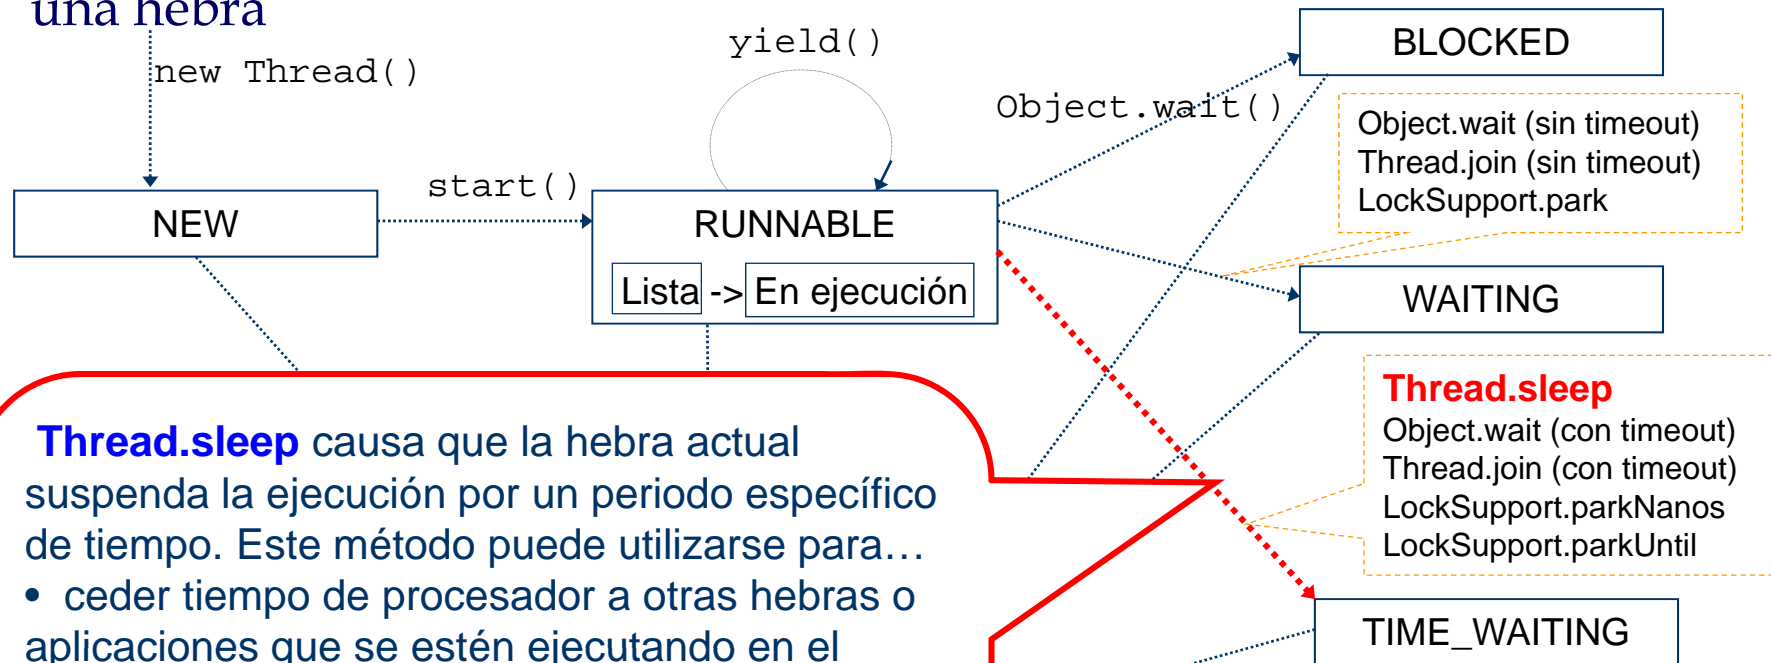 una hebra
new Thread()
yield()
Object.wait()
BLOCKED
Object.wait (sin timeout)
Thread.join (sin timeout)
LockSupport.park
start()
NEW
RUNNABLE
Lista -> En ejecución
WAITING
Thread.sleep
Object.wait (con timeout)
Thread.join (con timeout)
LockSupport.parkNanos
LockSupport.parkUntil
TIME_WAITING
Thread.sleep causa que la hebra actual
suspenda la ejecución por un periodo específico
de tiempo. Este método puede utilizarse para…
• ceder tiempo de procesador a otras hebras o
aplicaciones que se estén ejecutando en el